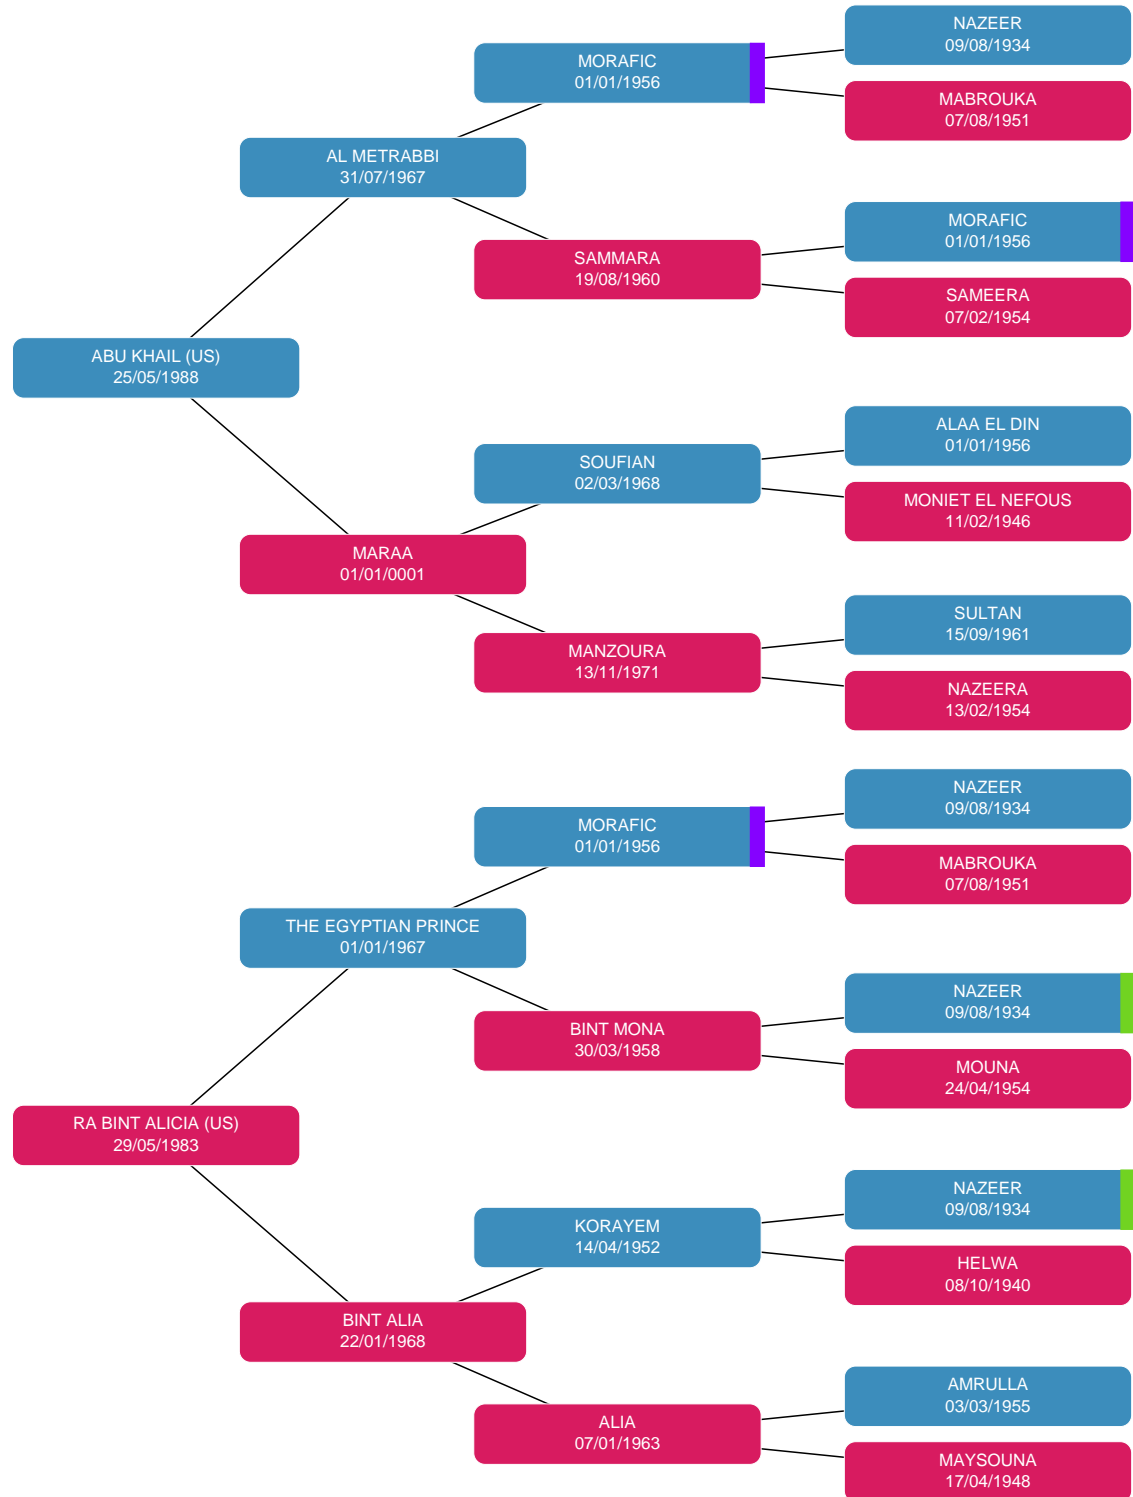 NAZEER
09/08/1934
MORAFIC
01/01/1956
MABROUKA
07/08/1951
AL METRABBI
31/07/1967
MORAFIC
01/01/1956
SAMMARA
19/08/1960
SAMEERA
07/02/1954
ABU KHAIL (US)
25/05/1988
ALAA EL DIN
01/01/1956
SOUFIAN
02/03/1968
MONIET EL NEFOUS
11/02/1946
MARAA
01/01/0001
SULTAN
15/09/1961
MANZOURA
13/11/1971
NAZEERA
13/02/1954
NAZEER
09/08/1934
MORAFIC
01/01/1956
MABROUKA
07/08/1951
THE EGYPTIAN PRINCE
01/01/1967
NAZEER
09/08/1934
BINT MONA
30/03/1958
MOUNA
24/04/1954
RA BINT ALICIA (US)
29/05/1983
NAZEER
09/08/1934
KORAYEM
14/04/1952
HELWA
08/10/1940
BINT ALIA
22/01/1968
AMRULLA
03/03/1955
ALIA
07/01/1963
MAYSOUNA
17/04/1948